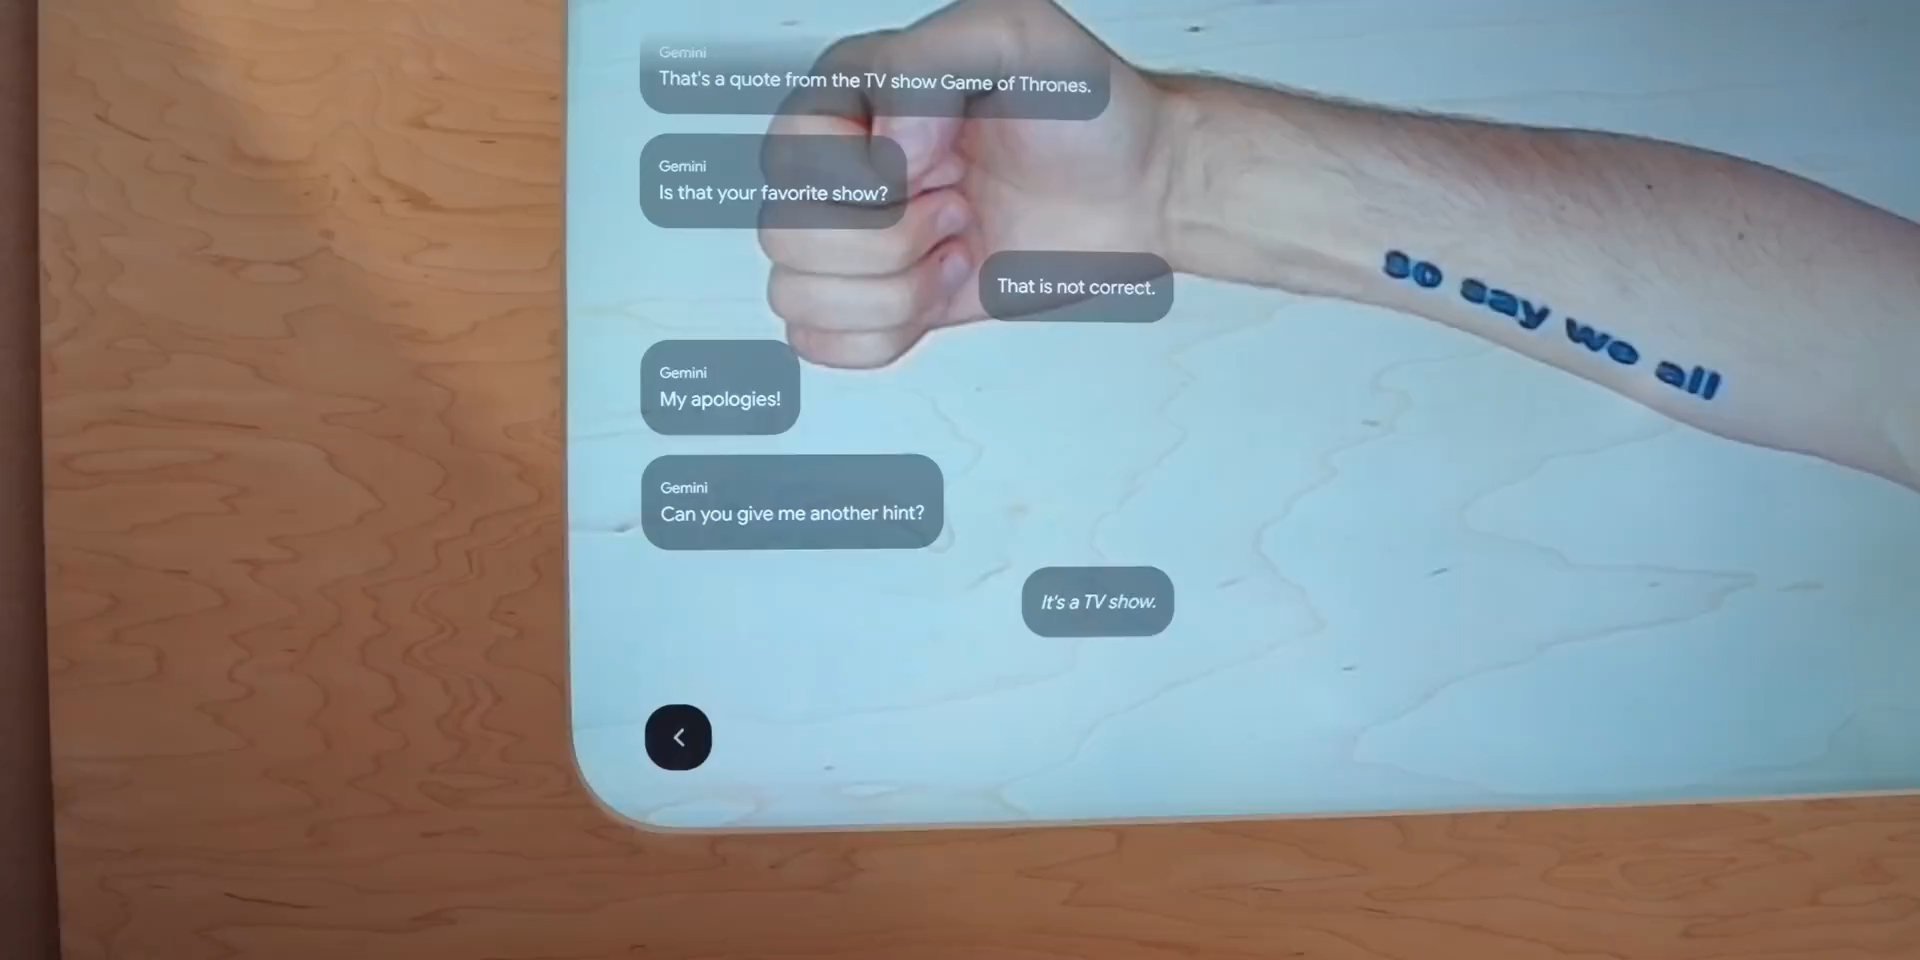 Gemini
That's a quote from the TV show Game of Thrones.
Gemini
Is that your favorite show?
That is not correct.
so say we all
Gemini
My apologies!
Gemini
Can you give me another hint?
It's a TV show.